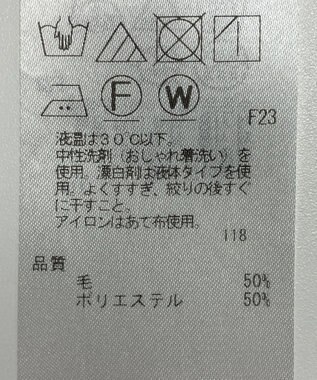 F W
F23
液温は30℃以下。
中性洗剤（おしゃれ着洗い）を
使用。漂白剤は液体タイプを使
用。よくすすぎ、絞りの後すぐ
に干すこと。
アイロンはあて布使用。
118
品質
毛 50%
ポリエステル 50%